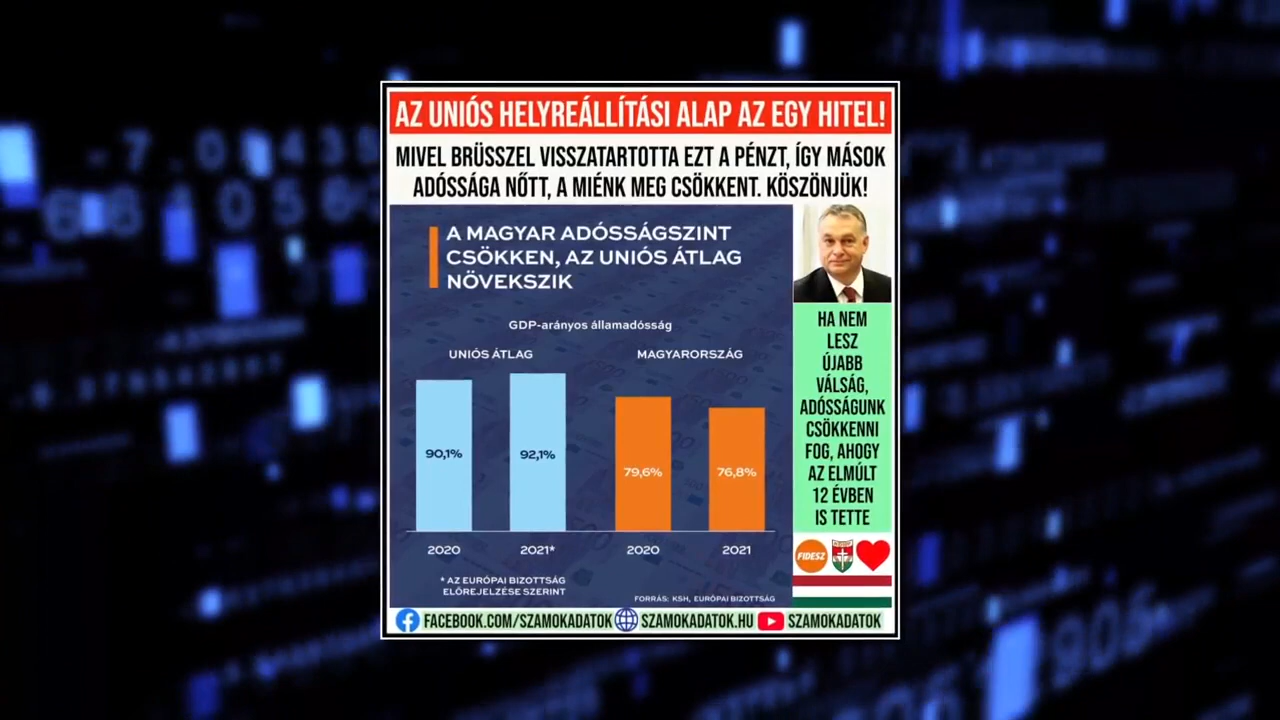 AZ UNIÓS HELYREÁLLÍTÁSI ALAP AZ EGY HITEL!
MIVEL BRÜSSZEL VISSZATARTOTTA EZT A PÉNZT, ÍGY MÁSOK
ADÓSSÁGA NŐTT, A MIÉNK MEG CSÖKKENT. KÖSZÖNJÜK!
A MAGYAR ADÓSSÁGSZINT
CSÖKKEN, AZ UNIÓS ÁTLAG
NÖVEKSZIK
GDP-arányos államadósság
UNIÓS ÁTLAG
MAGYARORSZÁG
90,1%
92,1%
79,6%
76,8%
2020
2021*
2020
2021
* AZ EURÓPAI BIZOTTSÁG
ELŐREJELZÉSE SZERINT
FORRÁS: KSH, EURÓPAI BIZOTTSÁG
HA NEM
LESZ
ÚJABB
VÁLSÁG,
ADÓSSÁGUNK
CSÖKKENNI
FOG, AHOGY
AZ ELMÚLT
12 ÉVBEN
IS TETTE
FIDESZ
FACEBOOK.COM/SZAMOKADATOK
SZAMOKADATOK.HU
SZAMOKADATOK